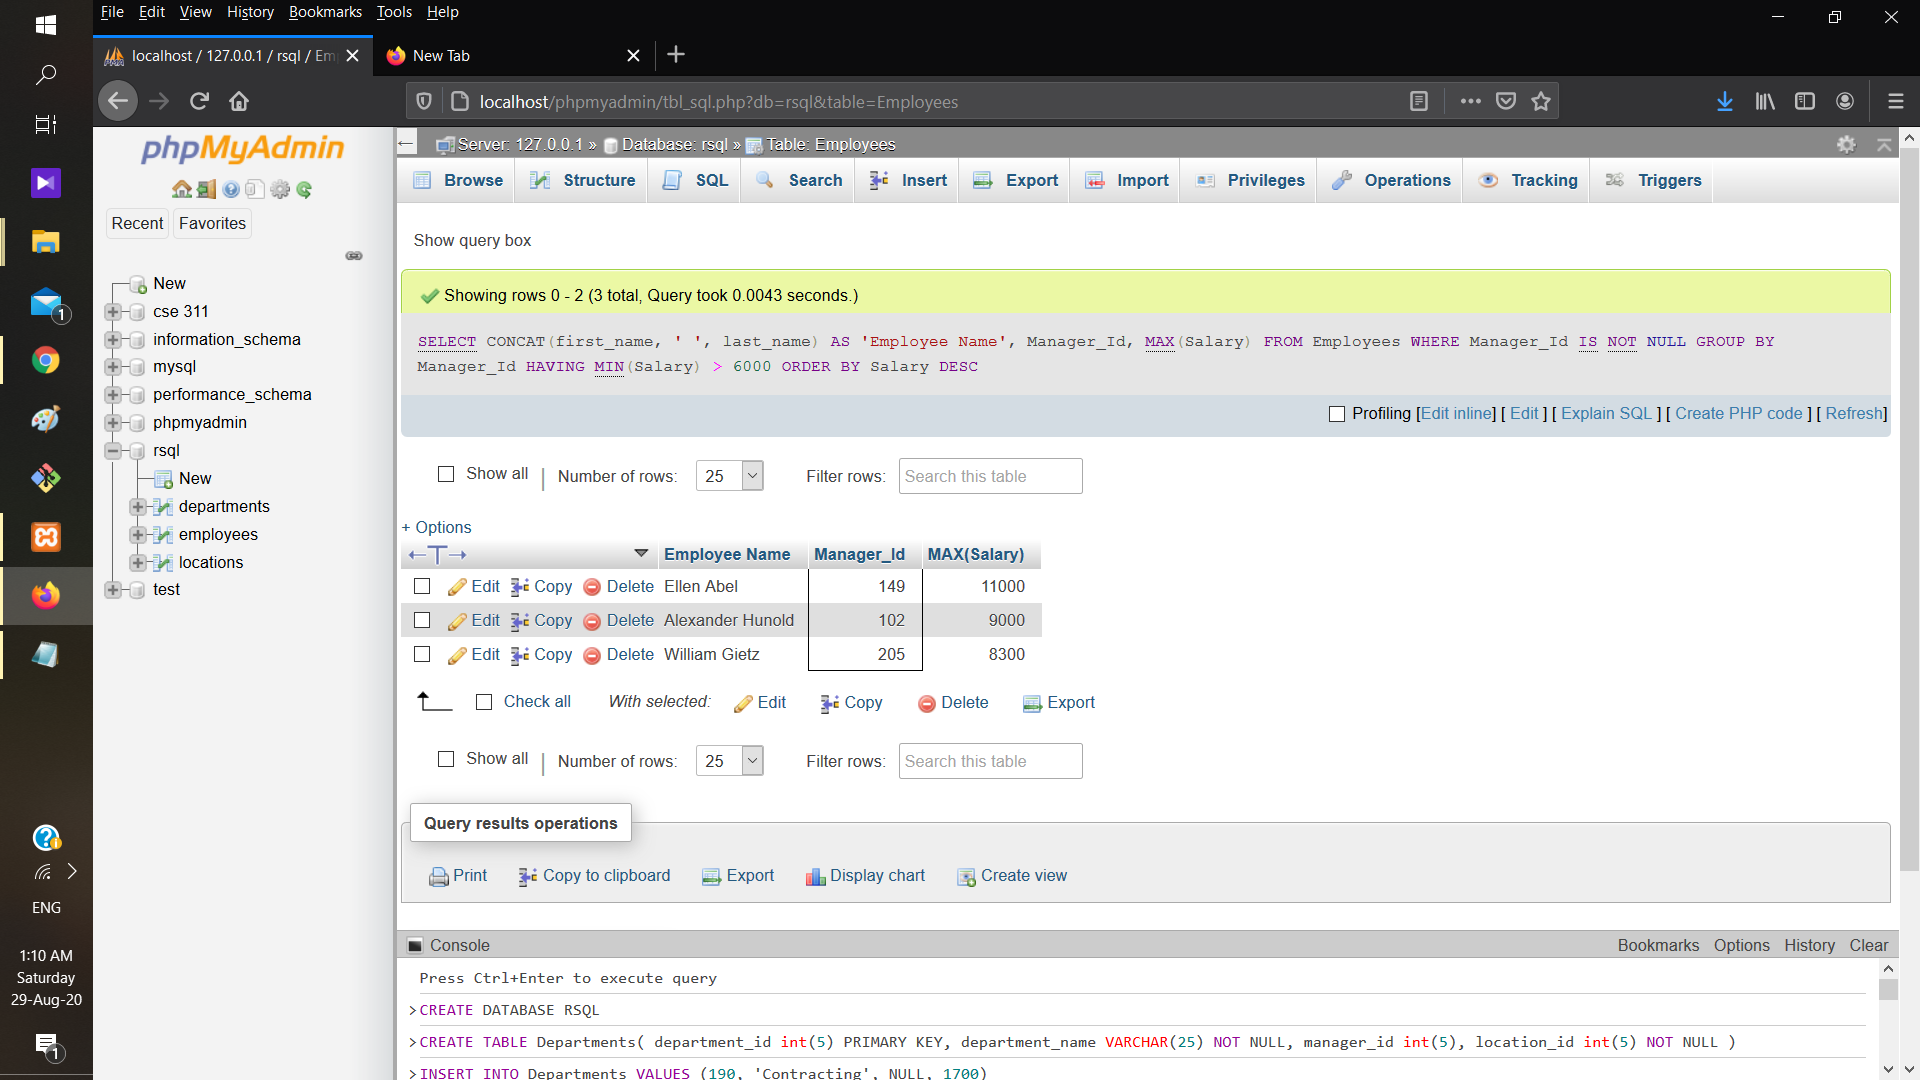 File Edit View History Bookmarks Tools Help
localhost / 127.0.0.1 / rsql / Em
New Tab
localhost/phpmyadmin/tbl_sql.php?db=rsql&table=Employees
phpMyAdmin
Recent Favorites
New
cse 311
information_schema
mysql
performance_schema
phpmyadmin
rsql
New
departments
employees
locations
test
Server: 127.0.0.1 » Database: rsql » Table: Employees
Browse Structure SQL Search Insert Export Import Privileges Operations Tracking Triggers
Show query box
Showing rows 0 - 2 (3 total, Query took 0.0043 seconds.)
SELECT CONCAT(first_name, ' ', last_name) AS 'Employee Name', Manager_Id, MAX(Salary) FROM Employees WHERE Manager_Id IS NOT NULL GROUP BY
Manager_Id HAVING MIN(Salary) > 6000 ORDER BY Salary DESC
Profiling [Edit inline] [ Edit ] [ Explain SQL ] [ Create PHP code ] [ Refresh]
Show all | Number of rows: 25 Filter rows: Search this table
+ Options
←T→ Employee Name Manager_Id MAX(Salary)
Edit Copy Delete Ellen Abel 149 11000
Edit Copy Delete Alexander Hunold 102 9000
Edit Copy Delete William Gietz 205 8300
Check all With selected: Edit Copy Delete Export
Show all | Number of rows: 25 Filter rows: Search this table
Query results operations
Print Copy to clipboard Export Display chart Create view
Console Bookmarks Options History Clear
Press Ctrl+Enter to execute query
>CREATE DATABASE RSQL
>CREATE TABLE Departments( department_id int(5) PRIMARY KEY, department_name VARCHAR(25) NOT NULL, manager_id int(5), location_id int(5) NOT NULL )
>INSERT INTO Departments VALUES (190, 'Contracting', NULL, 1700)
1
ENG
1:10 AM
Saturday
29-Aug-20
1